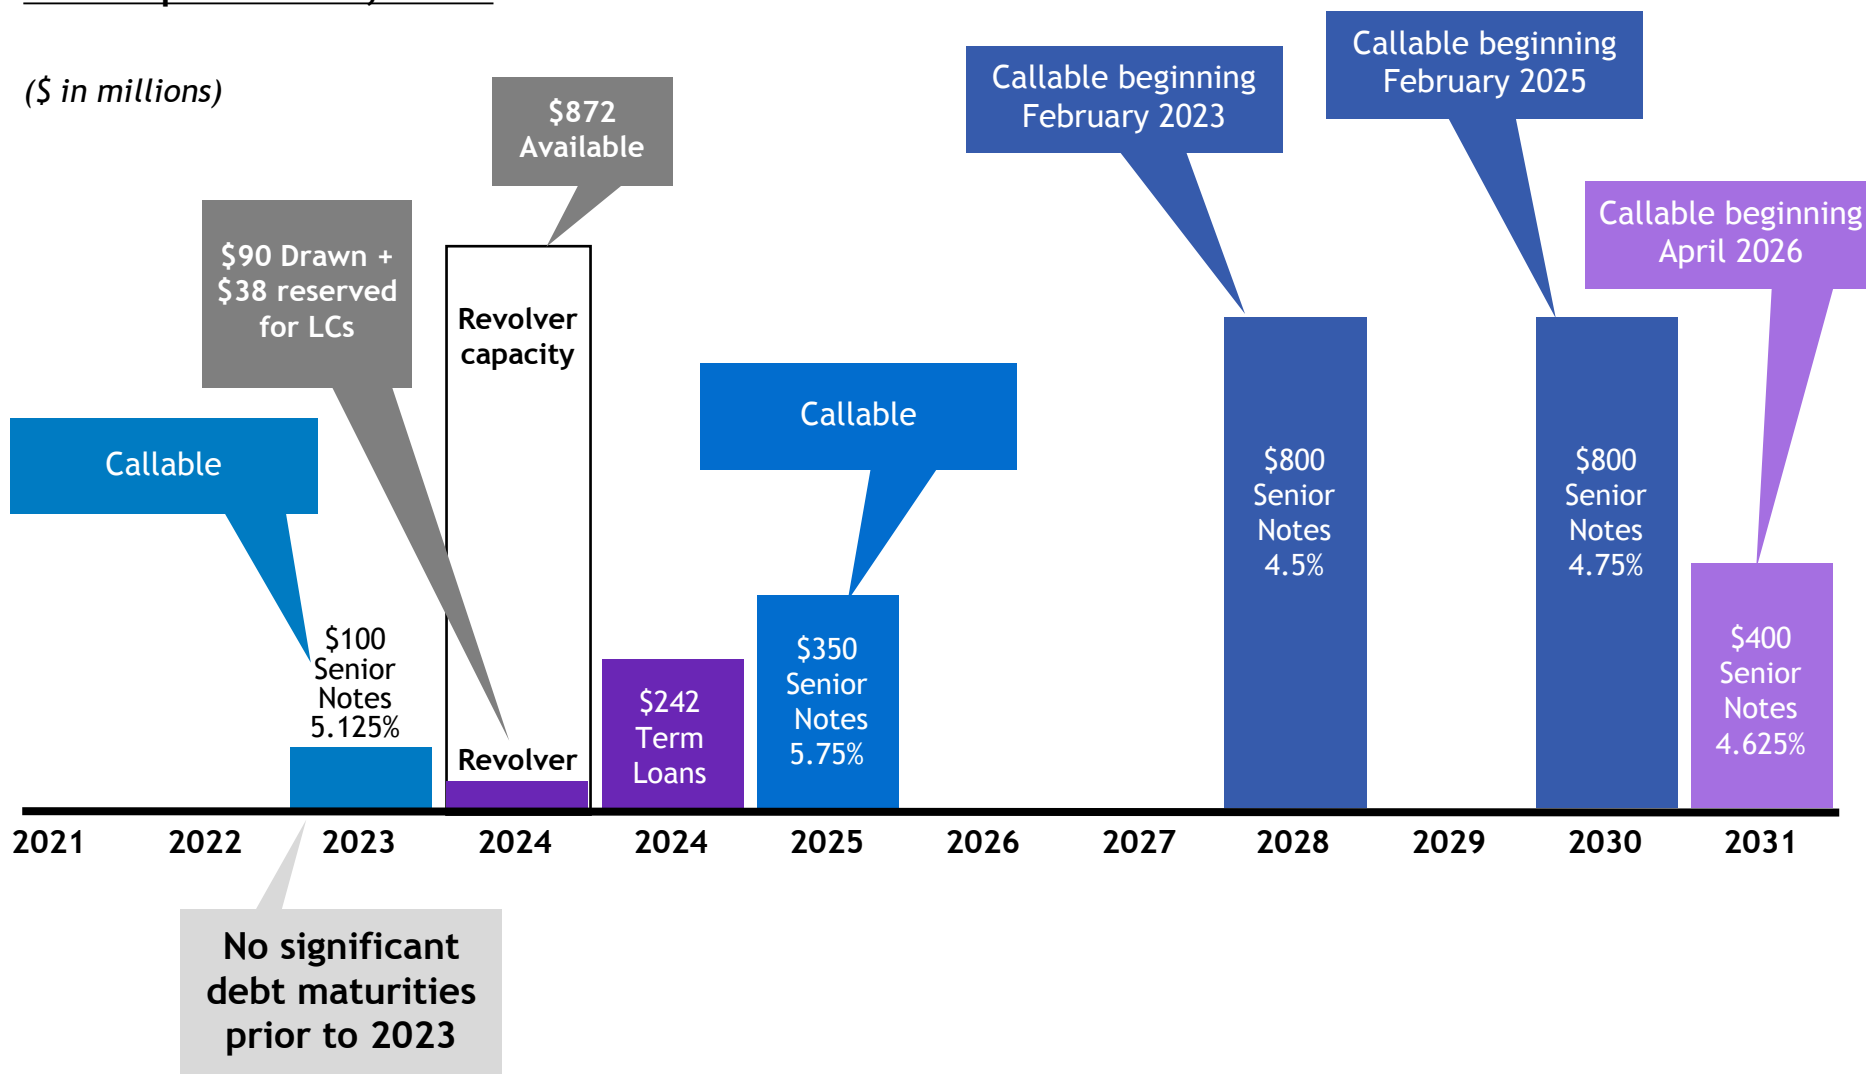 ($ in millions)
$872
Available
Callable beginning
February 2023
Callable beginning
February 2025
Callable beginning
April 2026
$90 Drawn +
$38 reserved
for LCs
Revolver
capacity
Callable
Callable
$100
Senior
Notes
5.125%
Revolver
$242
Term
Loans
$350
Senior
Notes
5.75%
$800
Senior
Notes
4.5%
$800
Senior
Notes
4.75%
$400
Senior
Notes
4.625%
2021 2022 2023 2024 2024 2025 2026 2027 2028 2029 2030 2031
No significant
debt maturities
prior to 2023